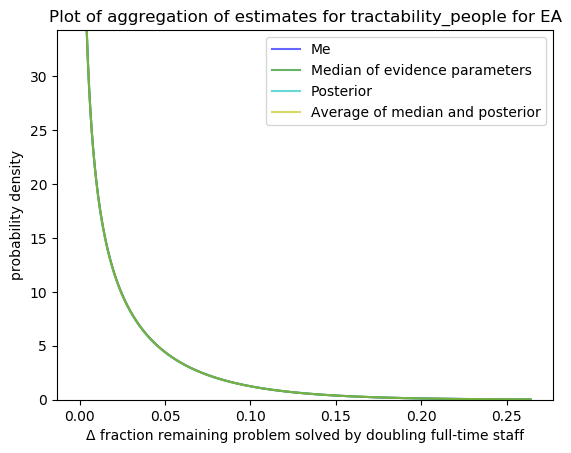 Plot of aggregation of estimates for tractability_people for EA
Me
Median of evidence parameters
Posterior
Average of median and posterior
probability density
30
25
20
15
10
5
0
0.00 0.05 0.10 0.15 0.20 0.25
Δ fraction remaining problem solved by doubling full-time staff